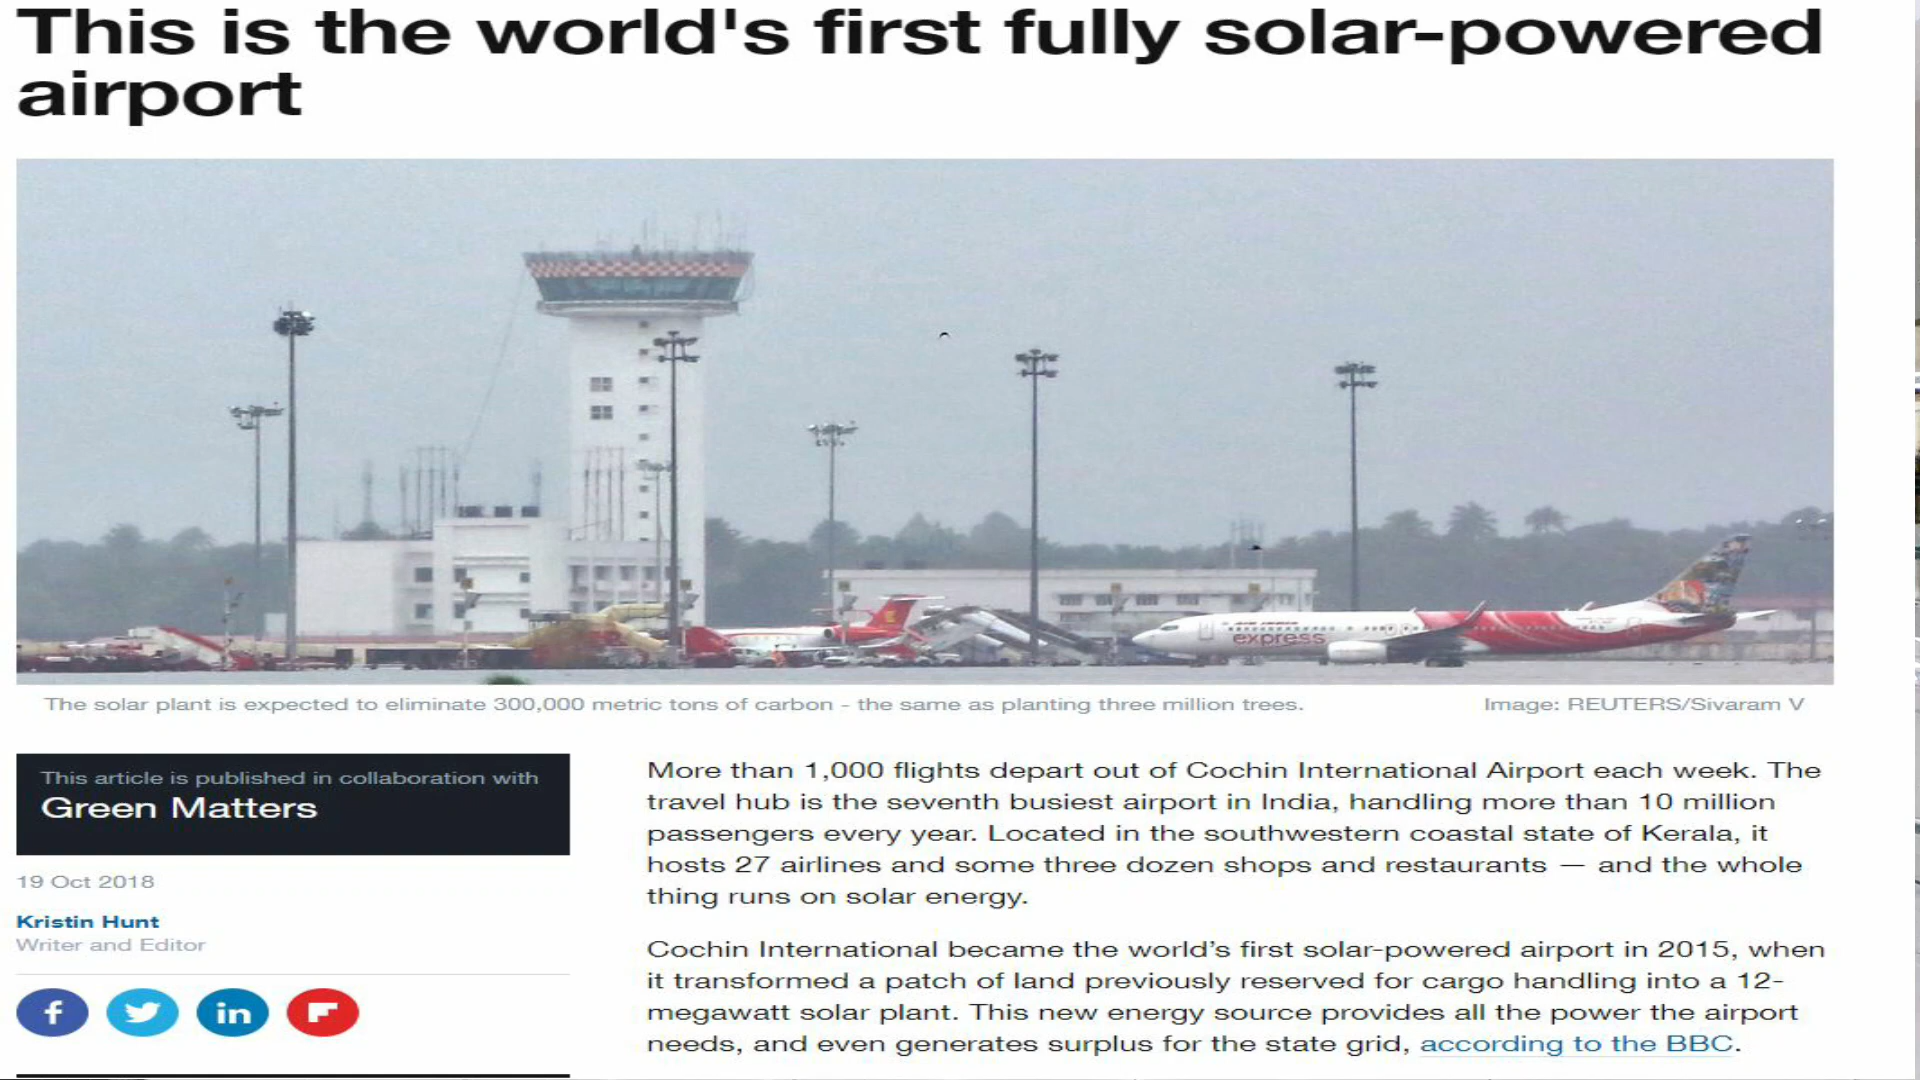 This is the world's first fully solar-powered
airport
express
The solar plant is expected to eliminate 300,000 metric tons of carbon - the same as planting three million trees.
Image: REUTERS/Sivaram V
This article is published in collaboration with
Green Matters
19 Oct 2018
Kristin Hunt
Writer and Editor
f
in
More than 1,000 flights depart out of Cochin International Airport each week. The
travel hub is the seventh busiest airport in India, handling more than 10 million
passengers every year. Located in the southwestern coastal state of Kerala, it
hosts 27 airlines and some three dozen shops and restaurants — and the whole
thing runs on solar energy.
Cochin International became the world’s first solar-powered airport in 2015, when
it transformed a patch of land previously reserved for cargo handling into a 12-
megawatt solar plant. This new energy source provides all the power the airport
needs, and even generates surplus for the state grid, according to the BBC.